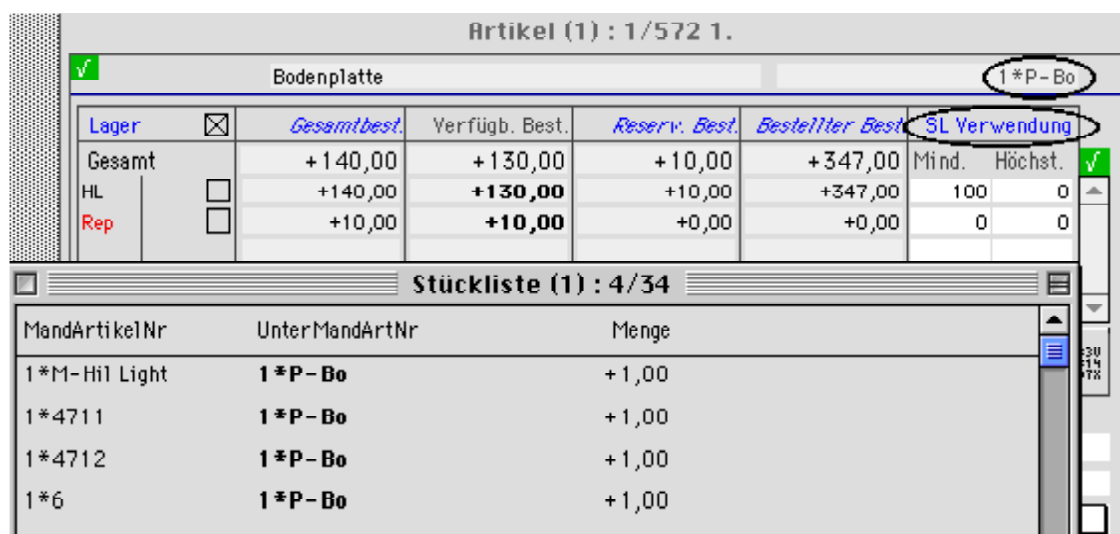 Artikel (1) : 1/572 1.
√ Bodenplatte 1*P-Bo
Lager Gesamtbest. Verfügb. Best. Reserv. Best. Bestellter Best SL Verwendung
Gesamt +140,00 +130,00 +10,00 +347,00 Mind. Höchst. √
HL +140,00 +130,00 +10,00 +347,00 100 0
Rep +10,00 +10,00 +0,00 +0,00 0 0
Stückliste (1) : 4/34
MandArtikelNr UnterMandArtNr Menge
1*M-Hil Light 1*P-Bo +1,00
1*4711 1*P-Bo +1,00
1*4712 1*P-Bo +1,00
1*6 1*P-Bo +1,00